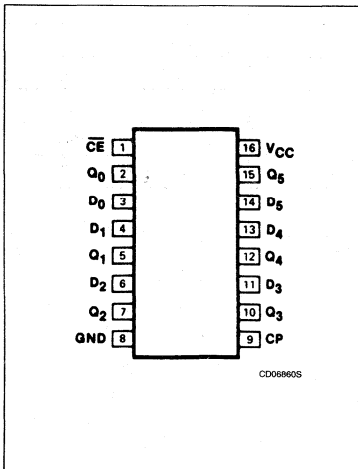 CE 1 16 VCC
Q0 2 15 Q5
D0 3 14 D5
D1 4 13 D4
Q1 5 12 Q4
D2 6 11 D3
Q2 7 10 Q3
GND 8 9 CP
CD06860S